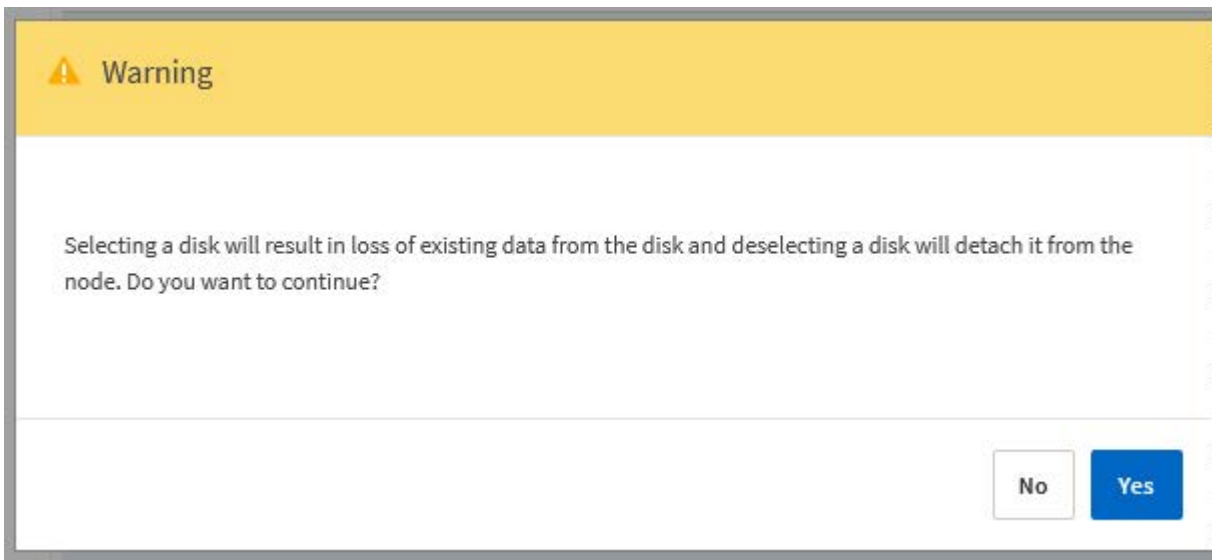 Warning
Selecting a disk will result in loss of existing data from the disk and deselecting a disk will detach it from the
node. Do you want to continue?
No
Yes